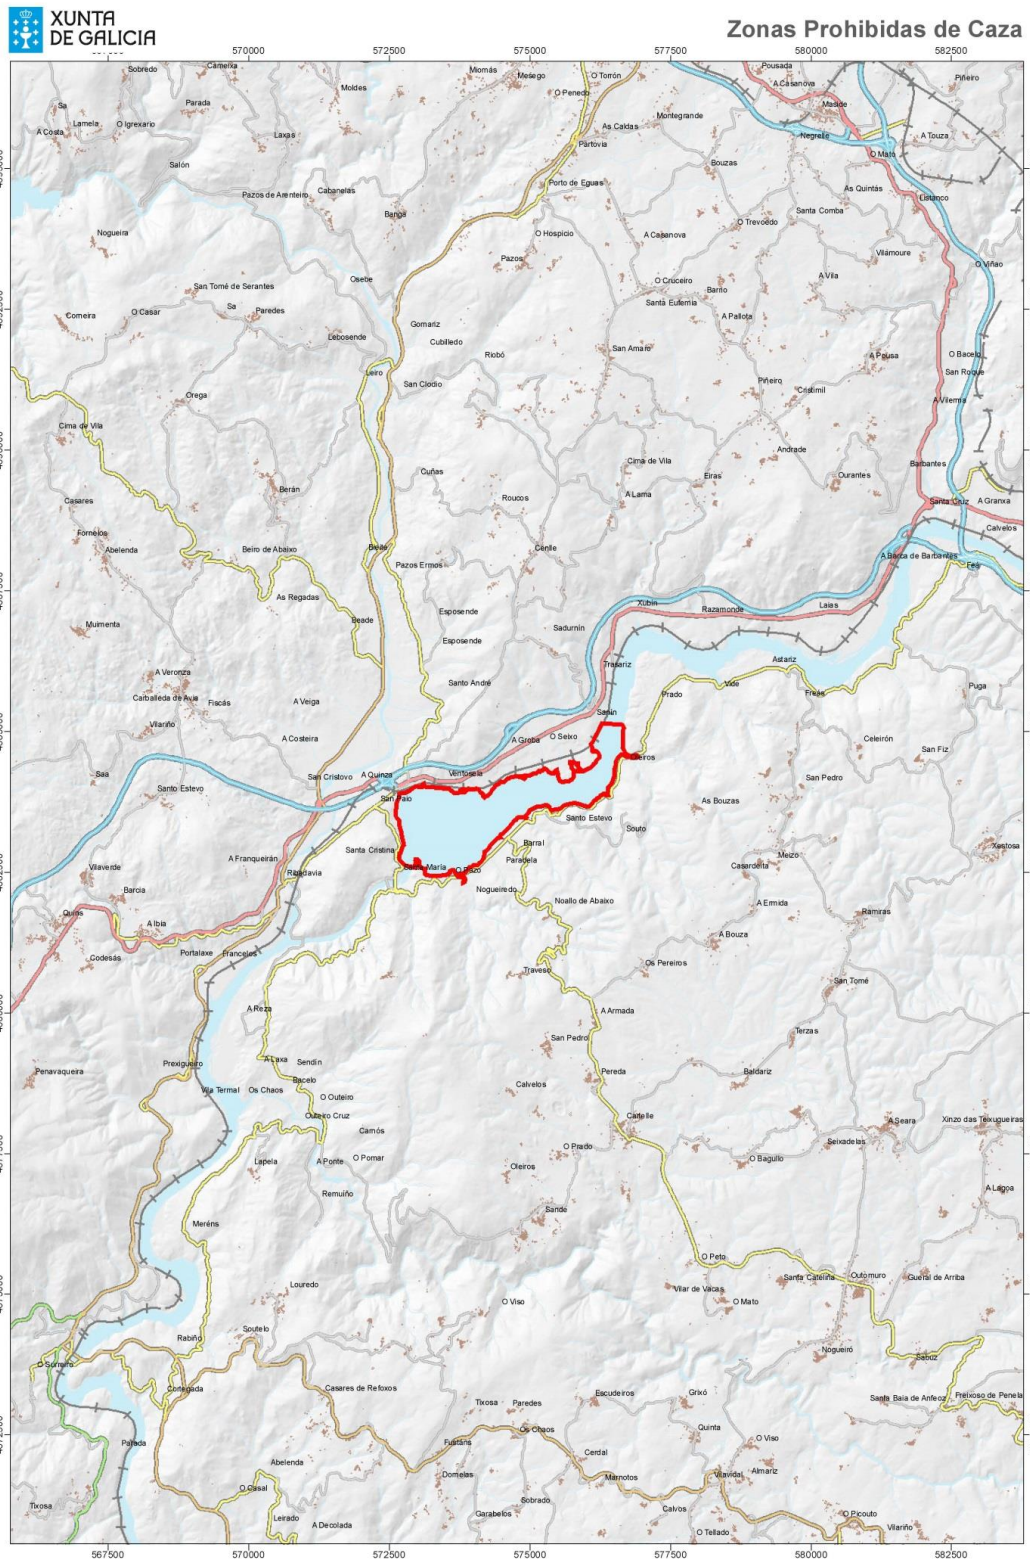 XUNTA
DE GALICIA
Zonas Prohibidas de Caza
570000 572500 575000 577500 580000 582500
Sobredo Cameixa Moldes Miomás Mesego O Torrón Pousada A Casanova Piñeiro
Sa Parada O Penedo Maside
Lamela O Igrexario A Costa Laxas Montegrande As Caldas Negrelle A Touza
Partovia O Mato
Salón Bouzas
Pazos de Arenteiro Cabanelas Porto de Eguas As Quintás Listanco
Banga Santa Comba
Nogueira O Hospicio A Casanova O Trevoedo
Pazos Vilamoure O Viñao
San Tomé de Serantes Osebe O Cruceiro Barrio A Vila
Sa Santa Eufemia
Comeira O Casar Paredes Gomariz A Pallota
Lebosende Cubilledo
Riobó San Amaro A Pousa O Bacelo
Leiro San Clodio Piñeiro Cristimil San Roque
Orega A Vilerma
Cima de Vila
Cuñas Cima de Vila Andrade Barbantes
Berán Eiras Ourantes
Casares Roucos A Lama Santa Cruz A Granxa
Fornelos Calvelos
Abelenda Beiro de Abaixo Beade Cenlle A Barca de Barbantes
Pazos Ermos Feá
As Regadas Xubín Razamonde Laias
Muimenta Beade Esposende Sadurnín
Esposende
A Veronza Trasariz Astariz
Carballeda de Avia Fiscás A Veiga Santo André Prado Vide Freás Puga
Vilariño Sanín
A Costeira A Groba O Seixo Celeirón San Fiz
Oleiros
Saa San Cristovo A Quinza Ventosela San Pedro
Santo Estevo San Paio As Bouzas
Santo Estevo Souto
A Franqueirán Santa Cristina Barral Xestosa
Vilaverde Ribadavia Santa María O Pazo Paradela Casardeita Meizo
Barcia Nogueiredo Noallo de Abaixo A Ermida
Quins A Ibia Ramiras
Codesás Portalaxe Francelos A Bouza
Traveso Os Pereiros
San Tomé
A Reza A Armada
San Pedro Terzas
Prexigueiro A Laxa Sendin
Penavaqueira Bacelo Pereda Baldariz
Vila Termal Os Chaos O Outeiro Calvelos
Outeiro Cruz Cartelle A Seara Xinzo das Teixugueiras
Camós Seixadelas
O Prado O Bagullo
Lapela A Ponte O Pomar Oleiros
Remuiño A Lagoa
Sande
Meréns
O Peto
Santa Cateliña Outomuro Gueral de Arriba
Louredo Vilar de Vacas
O Viso O Mato
Rabiño Soutelo Nogueiró
O Sorreiro Sabuz
Cortegada Casares de Refoxos Escudeiros Grixó Santa Baia de Anfeoz Freixoso de Penela
Tixosa Paredes
Parada Os Chaos Quinta O Viso
Fustáns Cerdal
Abelenda Domelas Marnotos Vilavidal Almariz
O Casal
Tixosa Sobrado Calvos O Picouto
Leirado A Decolada Garabelos O Tellado Vilariño
567500 570000 572500 575000 577500 580000 582500